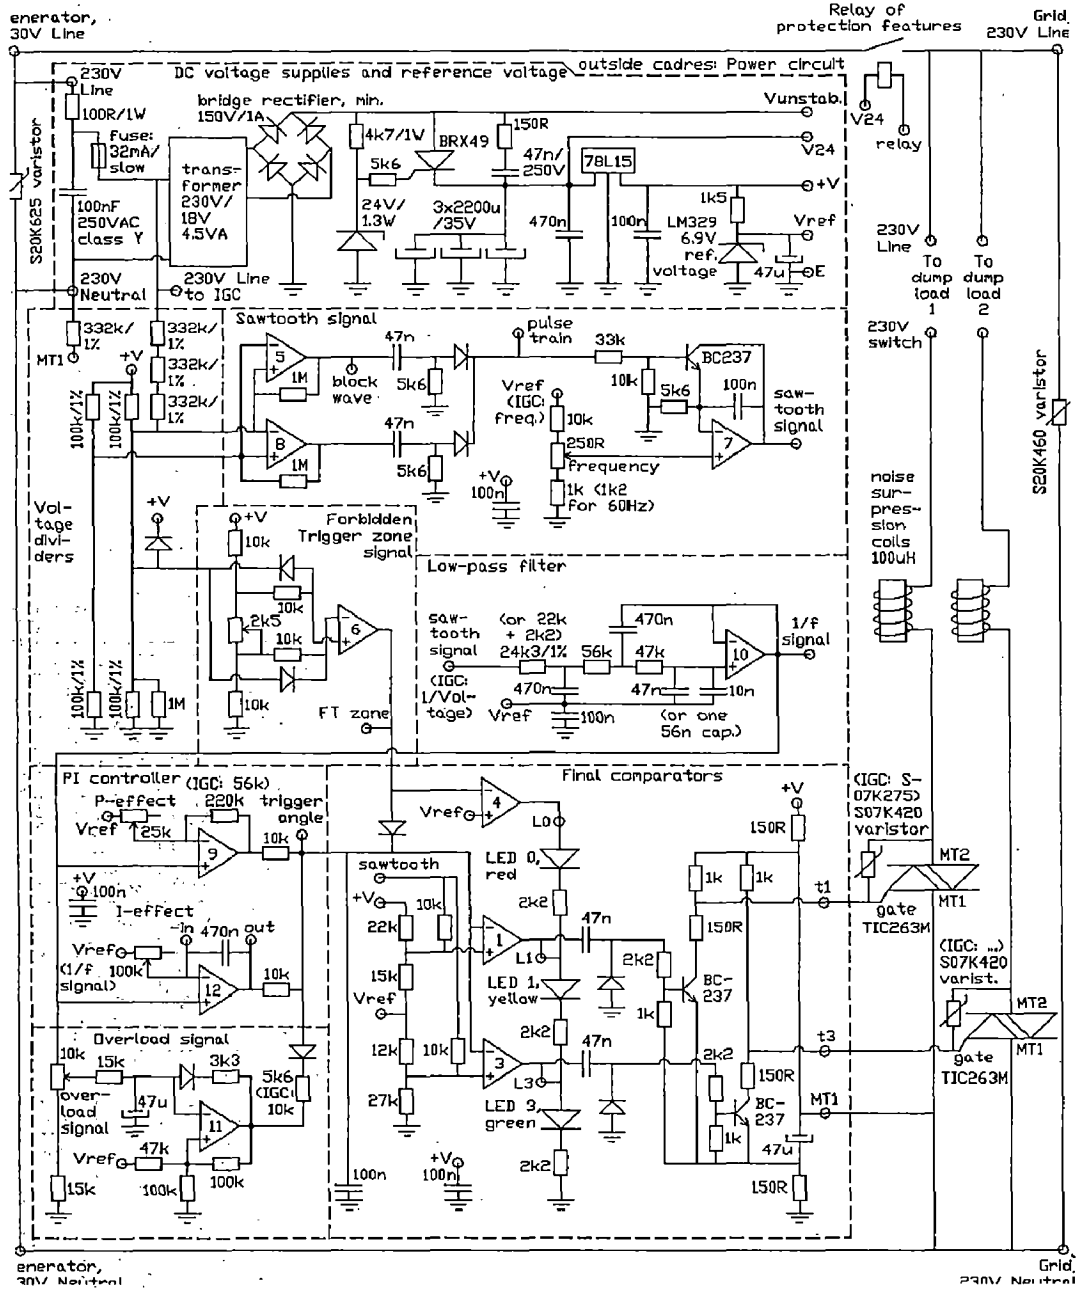 enerator,
30V Line
Relay of
protection features
Grid,
230V Line
230V
Line
DC voltage supplies and reference voltage
outside cadres: Power circuit
100R/1W
bridge rectifier, min.
150V/1A
Vunstab.
fuse:
32mA/
slow
4k7/1W
BRX49
150R
V24
V24
relay
S20K625 varistor
trans-
former
230V/
18V
4.5VA
5k6
47n/
250V
78L15
+V
100nF
250VAC
class Y
24V/
1.3W
3x2200u
/35V
470n
100n
1k5
LM329
6.9V
ref.
voltage
Vref
47u
E
230V
Line
To
dump
load
1
To
dump
load
2
230V
Neutral
230V Line
to IGC
230V
switch
332k/
1%
MT1
332k/
1%
332k/
1%
332k/
1%
+V
100k/1%
100k/1%
Sawtooth signal
5
1M
block
wave
47n
5k6
pulse
train
33k
10k
BC237
5k6
100n
saw-
tooth
signal
Vref
(IGC:
freq.)
10k
250R
frequency
1k (1k2
for 60Hz)
7
8
1M
47n
5k6
+V
100n
S20K460 varistor
noise
sur-
pres-
sion
coils
100uH
Vol-
tage
divi-
ders
+V
10k
Forbidden
Trigger zone
signal
10k
2k5
10k
6
10k
100k/1%
100k/1%
1M
FT zone
Low-pass filter
saw-
tooth
signal
(IGC:
1/Vol-
tage)
(or 22k
+ 2k2)
24k3/1%
56k
470n
47k
10
1/f
signal
470n
47n
10n
Vref
100n
(or one
56n cap.)
PI controller
(IGC: 56k)
P-effect
220k
trigger
angle
Vref
25k
9
10k
+V
100n
I-effect
-in
470n
out
Vref
(1/f
signal)
100k
12
10k
Final comparators
Vref
4
L0
LED 0,
red
2k2
sawtooth
+V
22k
10k
1
L1
47n
15k
Vref
LED 1,
yellow
2k2
12k
10k
3
L3
47n
27k
LED 3,
green
2k2
+V
100n
100n
+V
150R
1k
1k
150R
2k2
1k
BC-
237
2k2
150R
1k
BC-
237
47u
150R
t1
t3
MT1
(IGC: S-
07K275)
S07K420
varistor
MT2
MT1
gate
TIC263M
(IGC: ...)
S07K420
varist.
MT2
MT1
gate
TIC263M
Overload signal
10k
15k
3k3
over-
load
signal
47u
11
5k6
(IGC:
10k
Vref
47k
100k
100k
15k
enerator,
30V Neutral
Grid,
230V Neutral